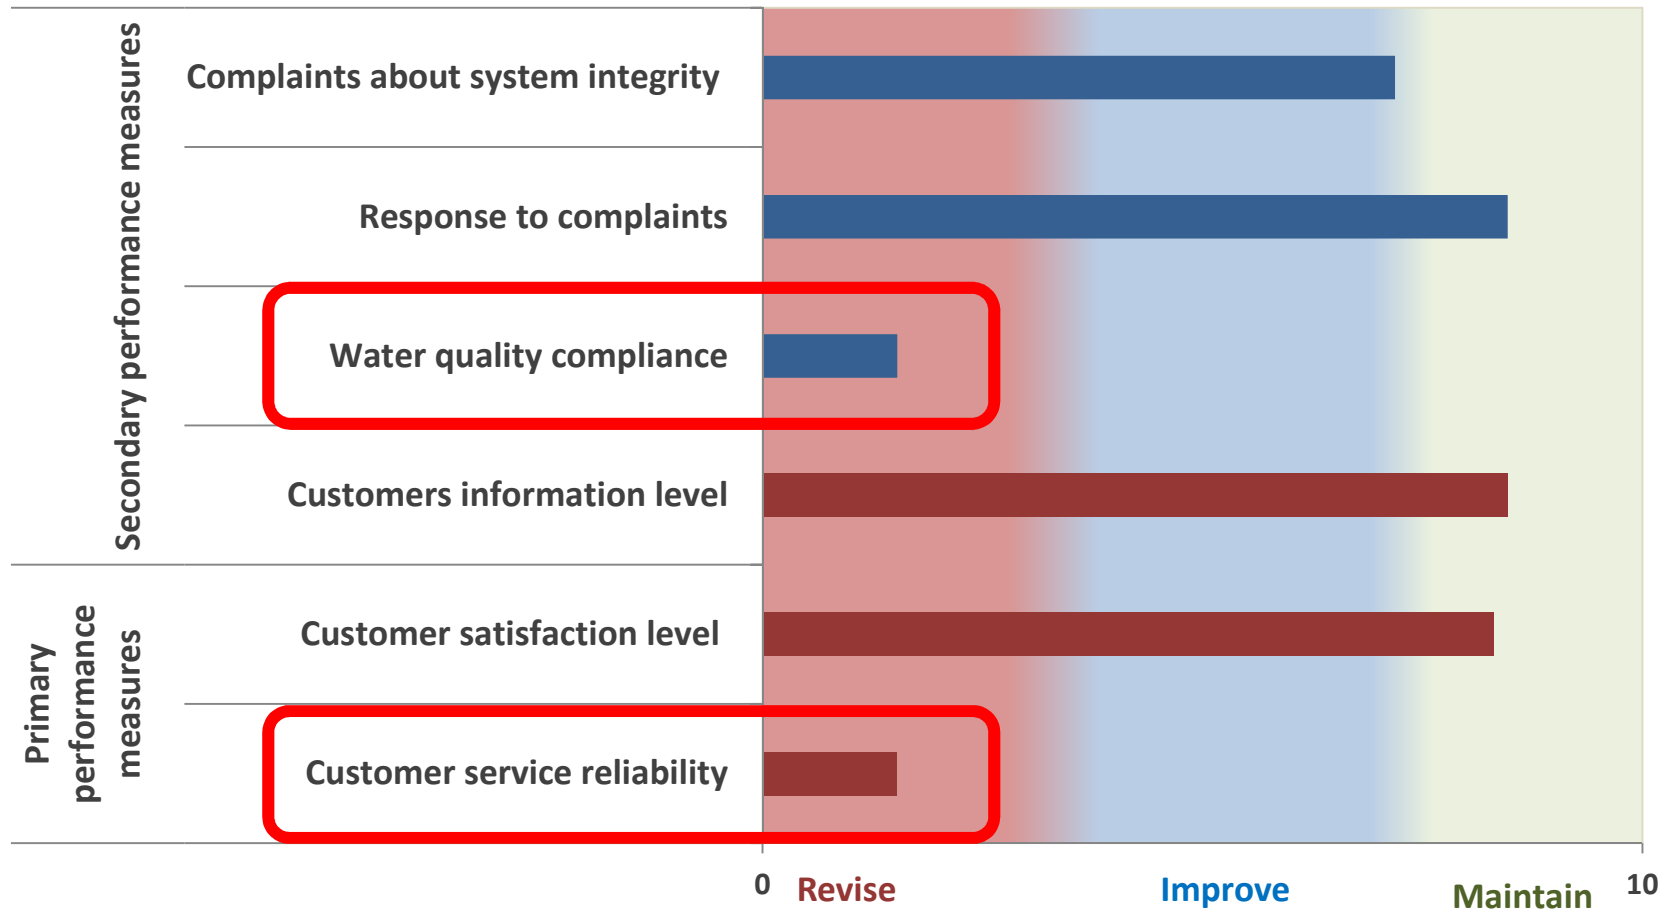 Secondary performance measures
Complaints about system integrity
Response to complaints
Water quality compliance
Customers information level
Primary
performance
measures
Customer satisfaction level
Customer service reliability
0
Revise
Improve
Maintain
10